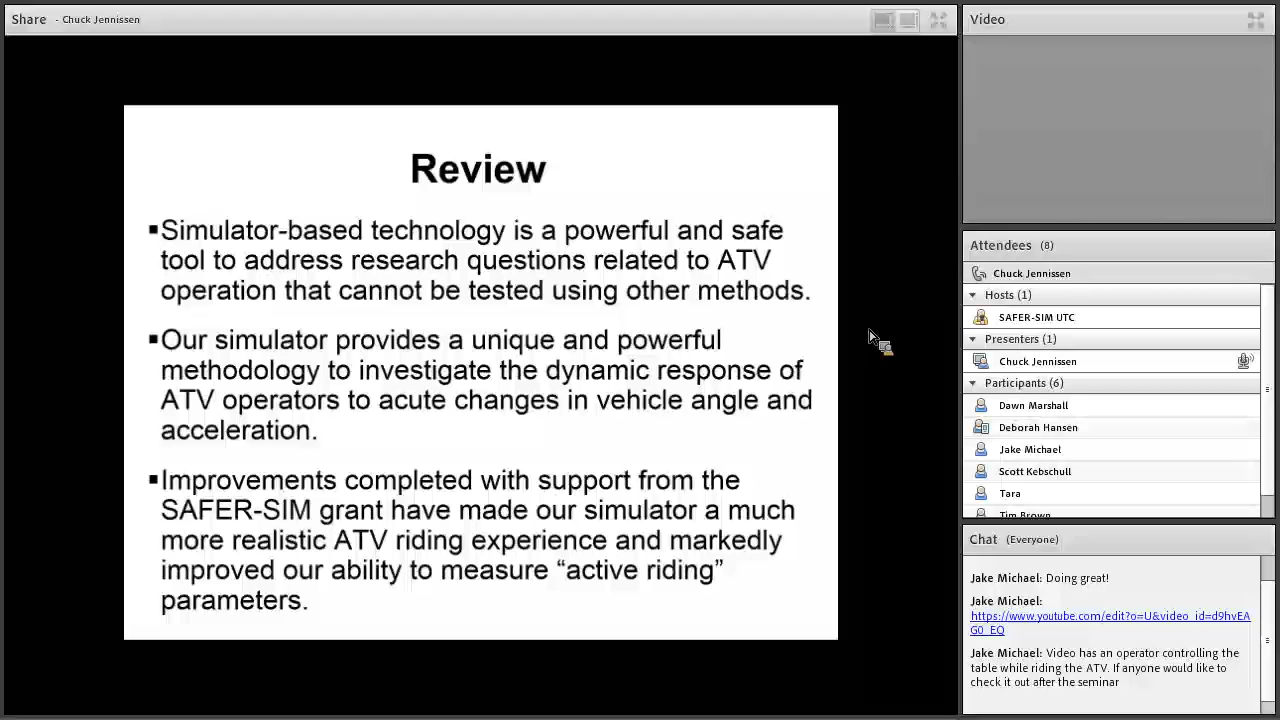 Share - Chuck Jennissen
Review
▪Simulator-based technology is a powerful and safe
tool to address research questions related to ATV
operation that cannot be tested using other methods.
▪Our simulator provides a unique and powerful
methodology to investigate the dynamic response of
ATV operators to acute changes in vehicle angle and
acceleration.
▪Improvements completed with support from the
SAFER-SIM grant have made our simulator a much
more realistic ATV riding experience and markedly
improved our ability to measure “active riding”
parameters.
Video
Attendees (8)
Chuck Jennissen
Hosts (1)
SAFER-SIM UTC
Presenters (1)
Chuck Jennissen
Participants (6)
Dawn Marshall
Deborah Hansen
Jake Michael
Scott Kebschull
Tara
Tim Brown
Chat (Everyone)
Jake Michael: Doing great!
Jake Michael:
https://www.youtube.com/edit?o=U&video_id=d9hvEA
G0_EQ
Jake Michael: Video has an operator controlling the
table while riding the ATV. If anyone would like to
check it out after the seminar